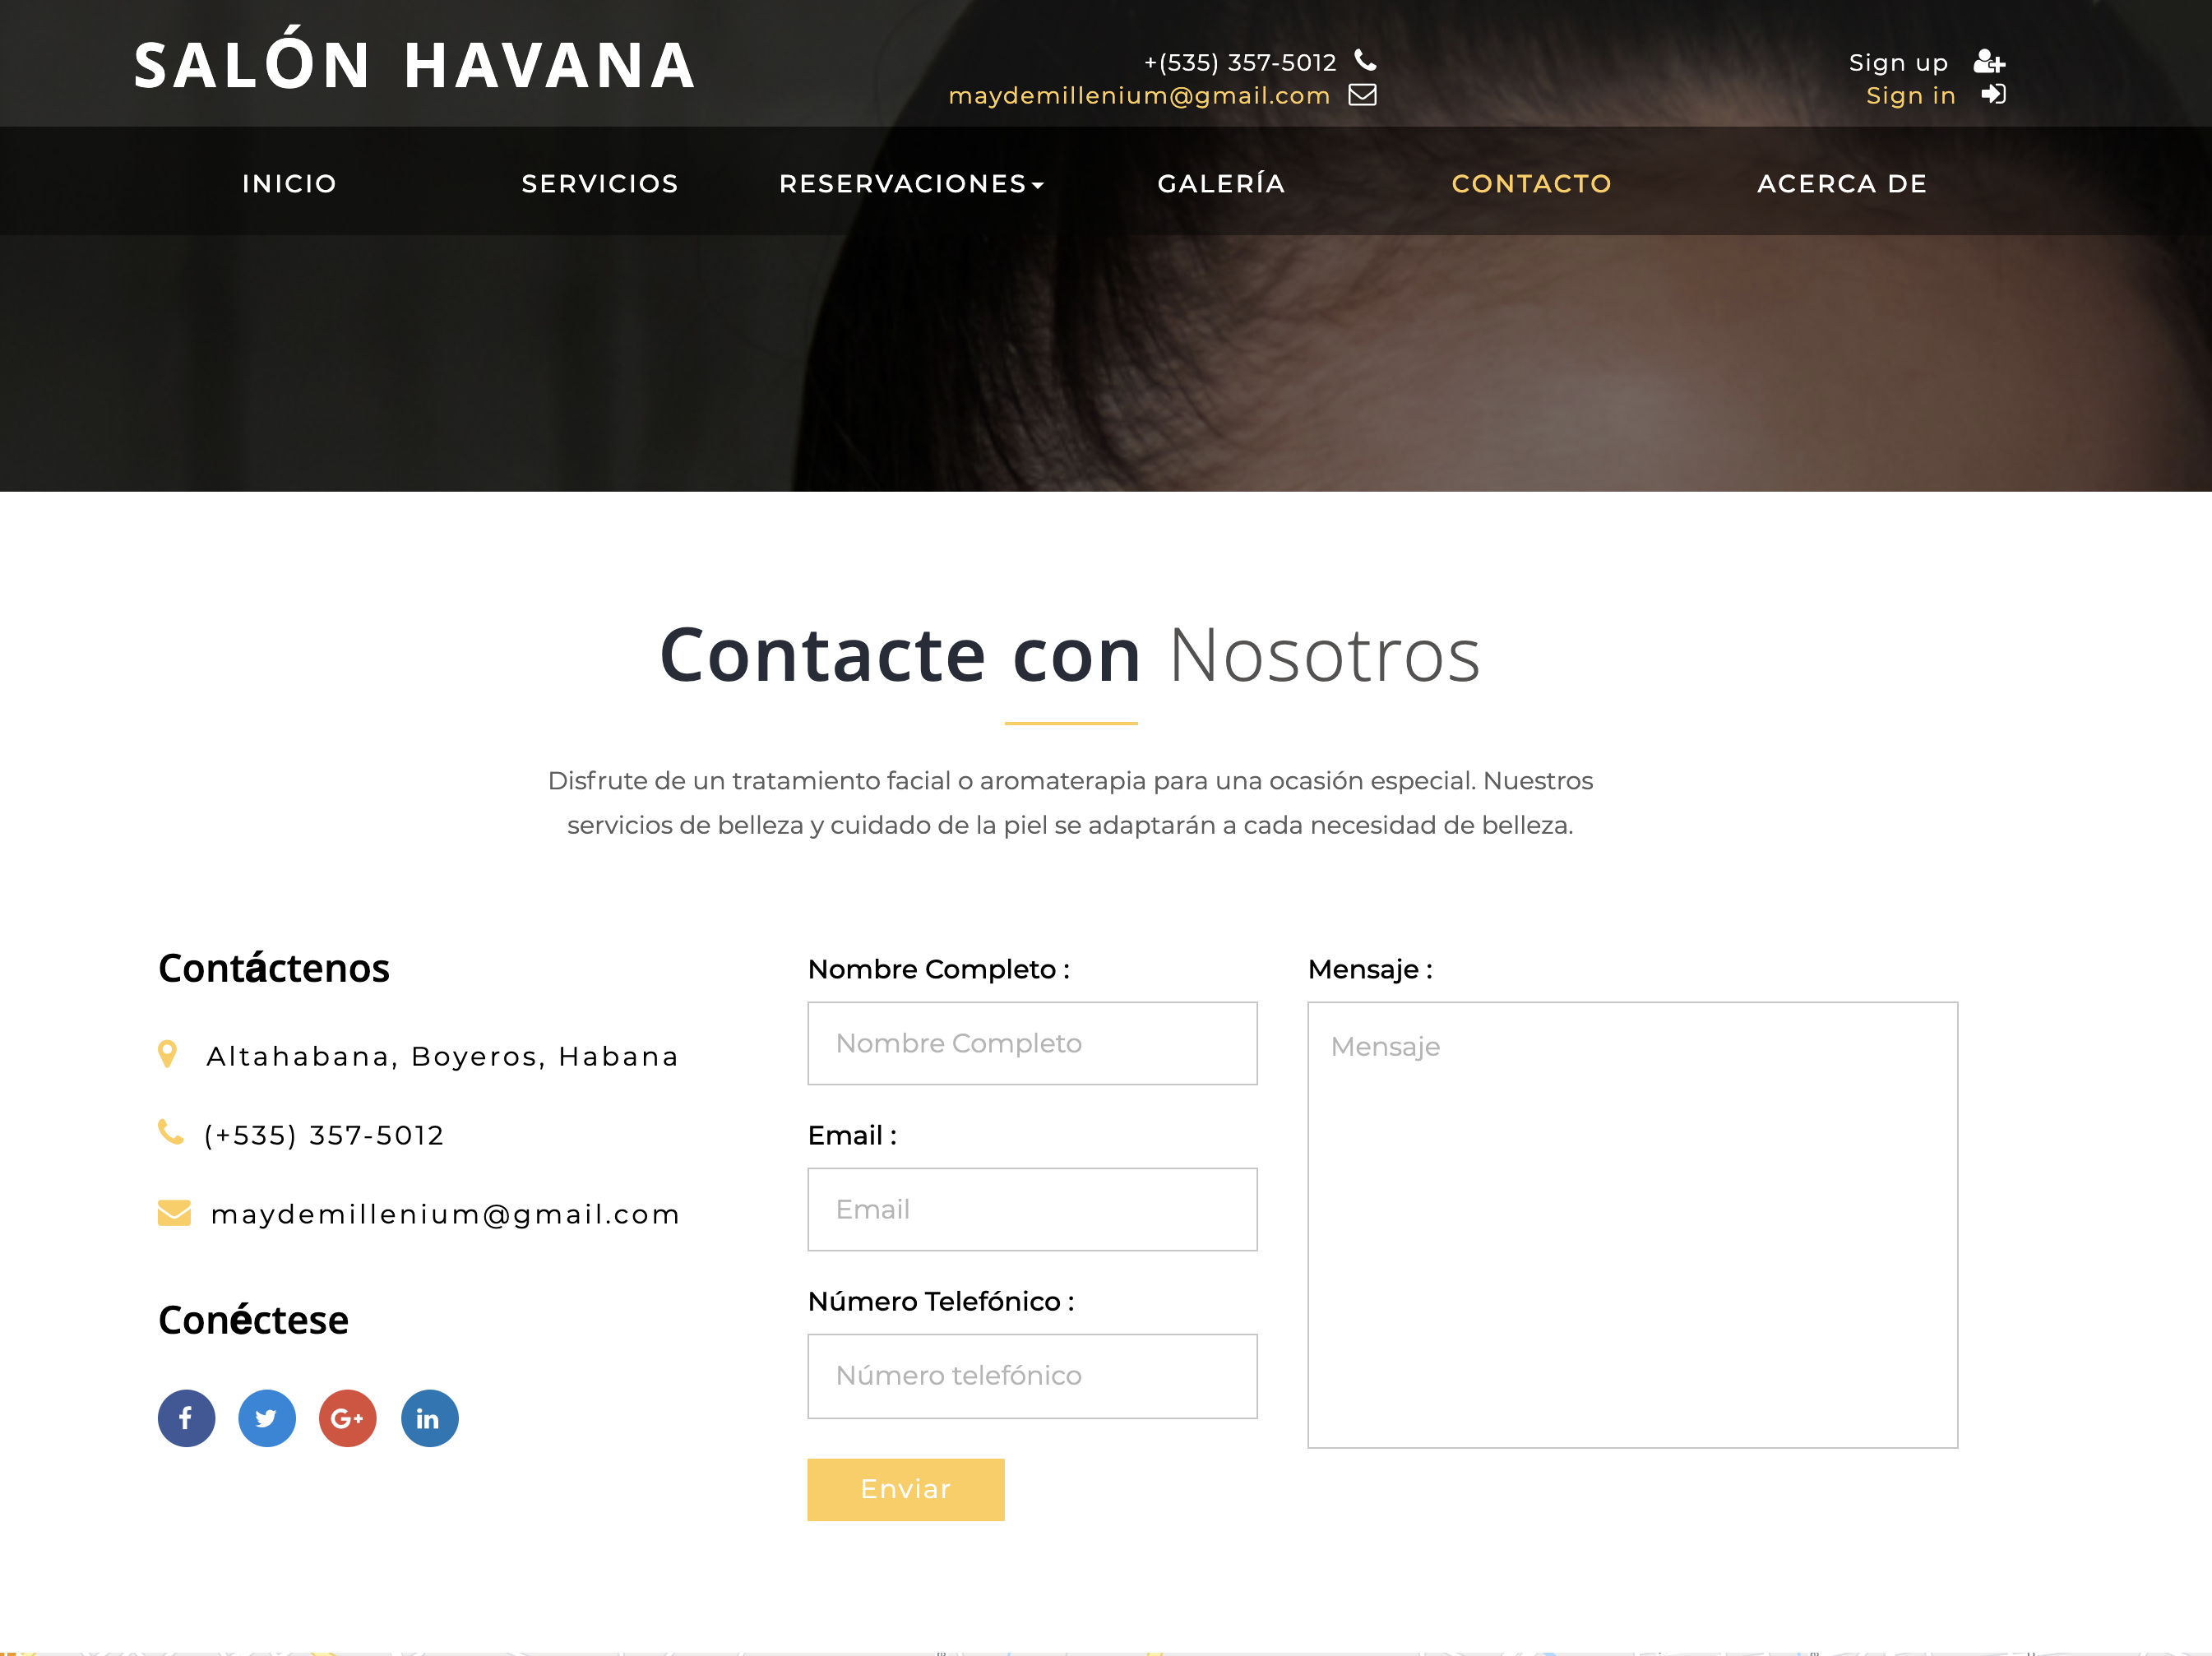 SALÓN HAVANA
+(535) 357-5012
maydemillenium@gmail.com
Sign up
Sign in
INICIO SERVICIOS RESERVACIONES GALERÍA CONTACTO ACERCA DE
Contacte con Nosotros
Disfrute de un tratamiento facial o aromaterapia para una ocasión especial. Nuestros
servicios de belleza y cuidado de la piel se adaptarán a cada necesidad de belleza.
Contáctenos
Altahabana, Boyeros, Habana
(+535) 357-5012
maydemillenium@gmail.com
Conéctese
Nombre Completo :
Nombre Completo
Email :
Email
Número Telefónico :
Número telefónico
Enviar
Mensaje :
Mensaje